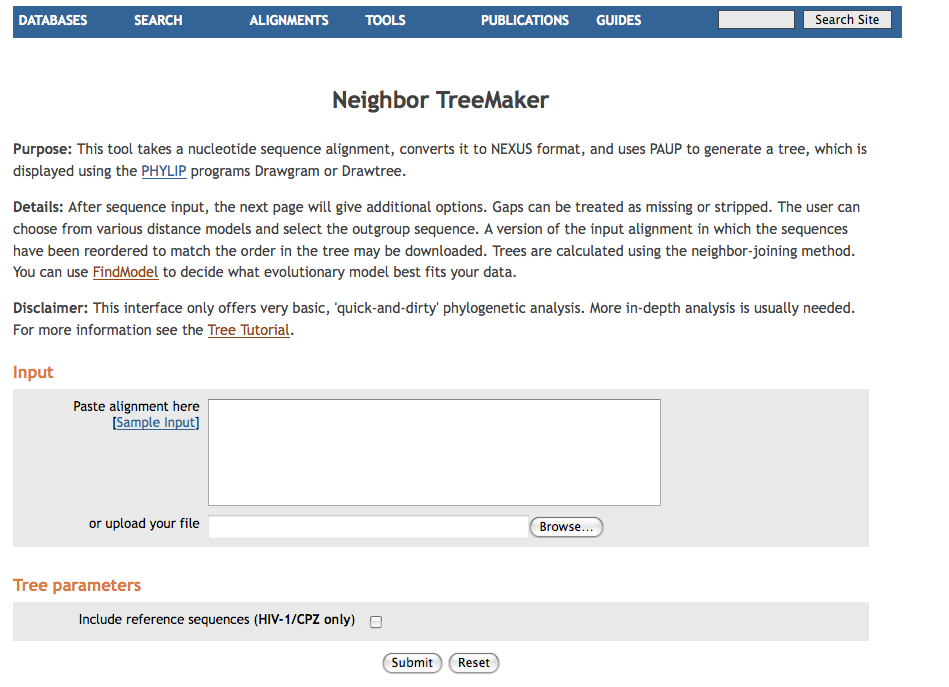 DATABASES SEARCH ALIGNMENTS TOOLS PUBLICATIONS GUIDES Search Site
Neighbor TreeMaker
Purpose: This tool takes a nucleotide sequence alignment, converts it to NEXUS format, and uses PAUP to generate a tree, which is
displayed using the PHYLIP programs Drawgram or Drawtree.
Details: After sequence input, the next page will give additional options. Gaps can be treated as missing or stripped. The user can
choose from various distance models and select the outgroup sequence. A version of the input alignment in which the sequences
have been reordered to match the order in the tree may be downloaded. Trees are calculated using the neighbor-joining method.
You can use FindModel to decide what evolutionary model best fits your data.
Disclaimer: This interface only offers very basic, 'quick-and-dirty' phylogenetic analysis. More in-depth analysis is usually needed.
For more information see the Tree Tutorial.
Input
Paste alignment here
[Sample Input]
or upload your file Browse...
Tree parameters
Include reference sequences (HIV-1/CPZ only)
Submit Reset